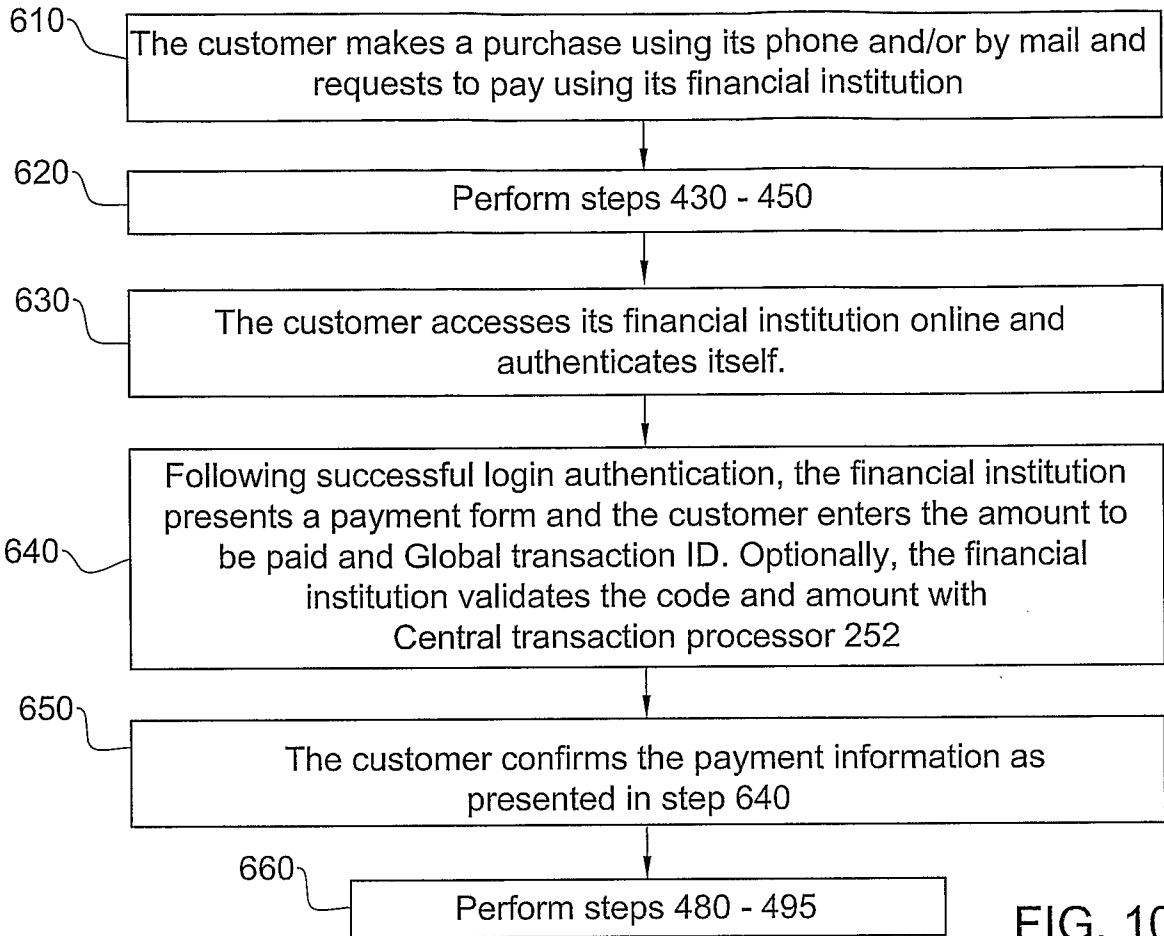 610
The customer makes a purchase using its phone and/or by mail and
requests to pay using its financial institution
620
Perform steps 430 - 450
630
The customer accesses its financial institution online and
authenticates itself.
640
Following successful login authentication, the financial institution
presents a payment form and the customer enters the amount to
be paid and Global transaction ID. Optionally, the financial
institution validates the code and amount with
Central transaction processor 252
650
The customer confirms the payment information as
presented in step 640
660
Perform steps 480 - 495
FIG. 10